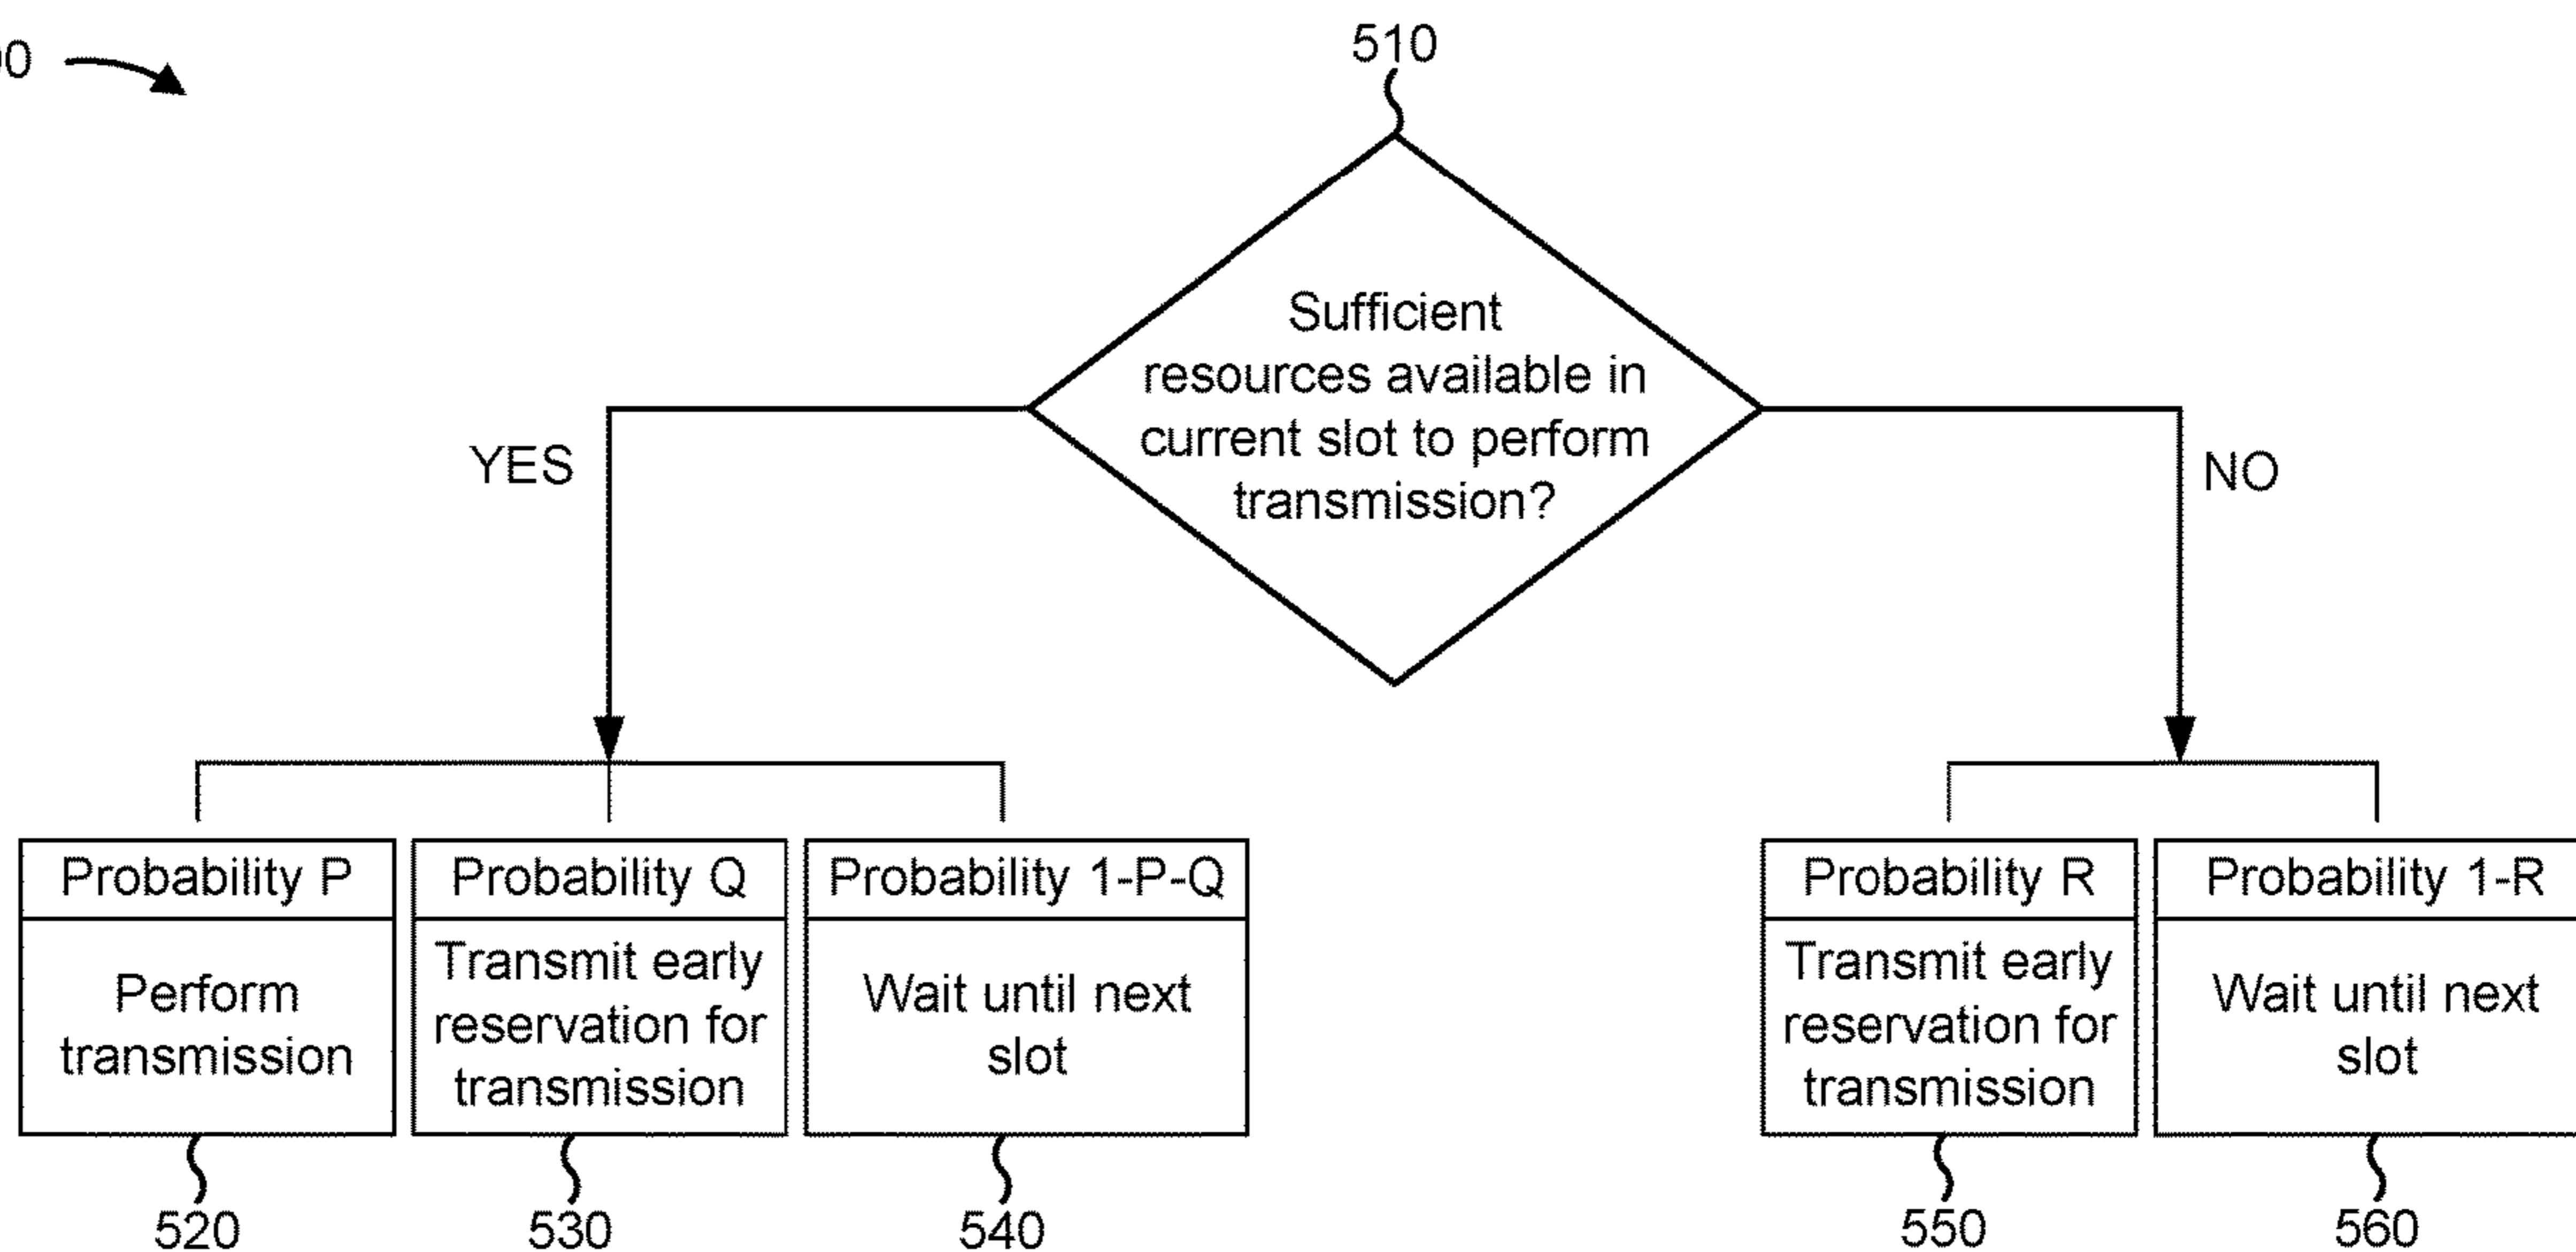 510
Sufficient
resources available in
current slot to perform
transmission?
YES
NO
Probability P
Perform
transmission
Probability Q
Transmit early
reservation for
transmission
Probability 1-P-Q
Wait until next
slot
Probability R
Transmit early
reservation for
transmission
Probability 1-R
Wait until next
slot
520
530
540
550
560